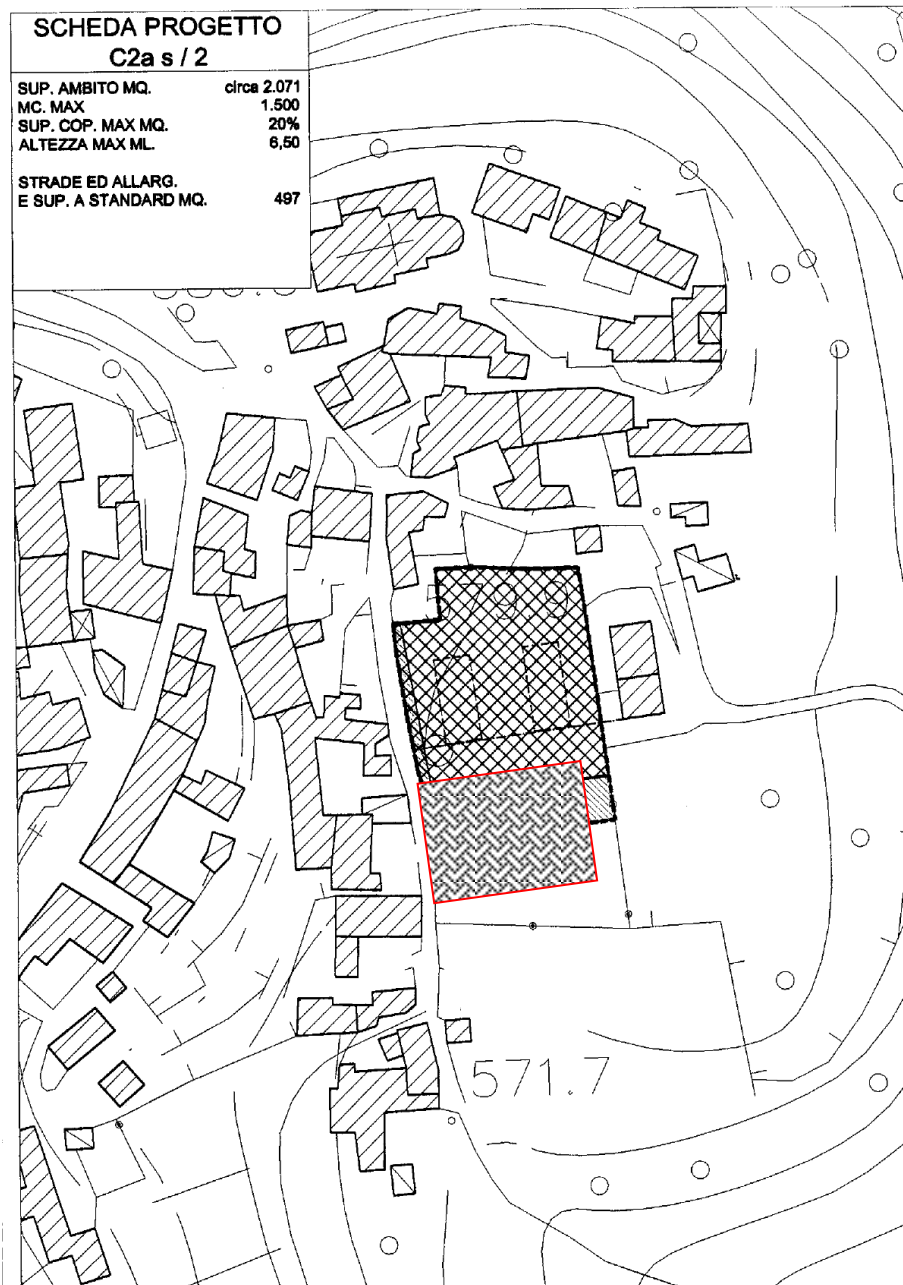 SCHEDA PROGETTO
C2a s / 2
SUP. AMBITO MQ. circa 2.071
MC. MAX 1.500
SUP. COP. MAX MQ. 20%
ALTEZZA MAX ML. 6,50
STRADE ED ALLARG.
E SUP. A STANDARD MQ. 497
571.7